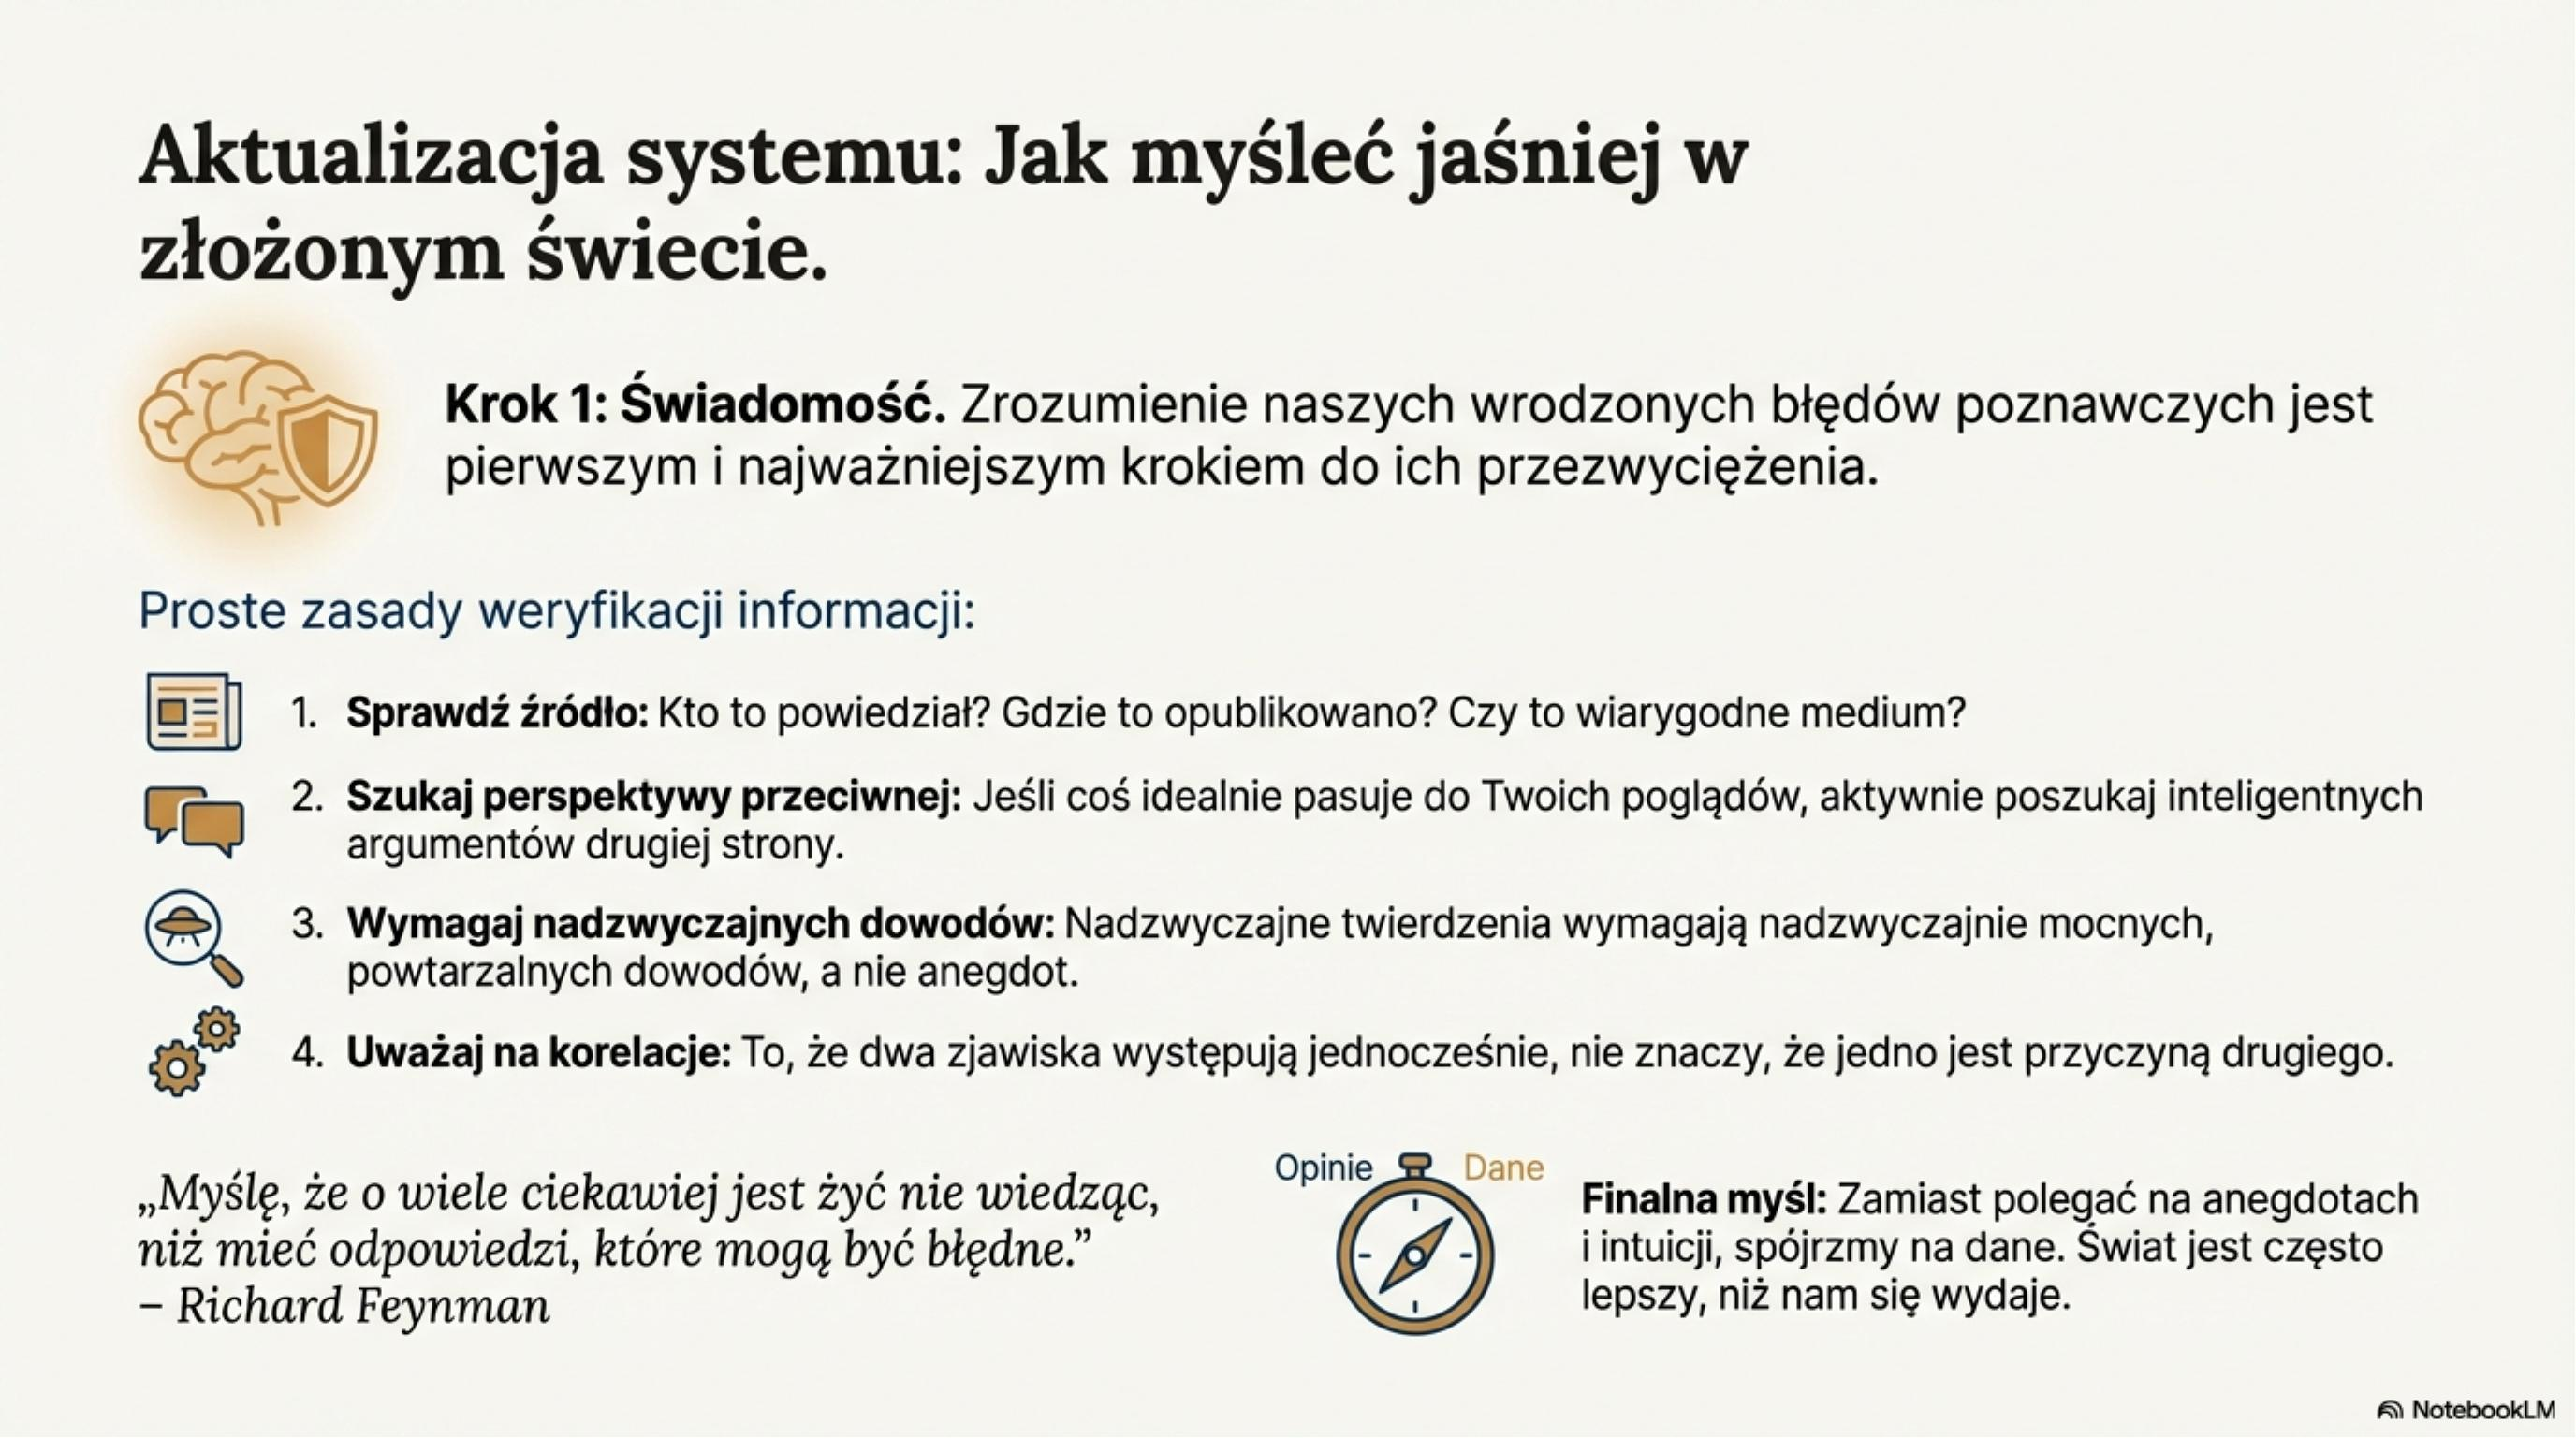 Aktualizacja systemu: Jak myśleć jaśniej w
złożonym świecie.
Krok 1: Świadomość. Zrozumienie naszych wrodzonych błędów poznawczych jest
pierwszym i najważniejszym krokiem do ich przezwyciężenia.
Proste zasady weryfikacji informacji:
1. Sprawdź źródło: Kto to powiedział? Gdzie to opublikowano? Czy to wiarygodne medium?
2. Szukaj perspektywy przeciwnej: Jeśli coś idealnie pasuje do Twoich poglądów, aktywnie poszukaj inteligentnych
argumentów drugiej strony.
3. Wymagaj nadzwyczajnych dowodów: Nadzwyczajne twierdzenia wymagają nadzwyczajnie mocnych,
powtarzalnych dowodów, a nie anegdot.
4. Uważaj na korelacje: To, że dwa zjawiska występują jednocześnie, nie znaczy, że jedno jest przyczyną drugiego.
„Myślę, że o wiele ciekawiej jest żyć nie wiedząc,
niż mieć odpowiedzi, które mogą być błędne.”
– Richard Feynman
Opinie Dane
Finalna myśl: Zamiast polegać na anegdotach
i intuicji, spójrzmy na dane. Świat jest często
lepszy, niż nam się wydaje.
NotebookLM